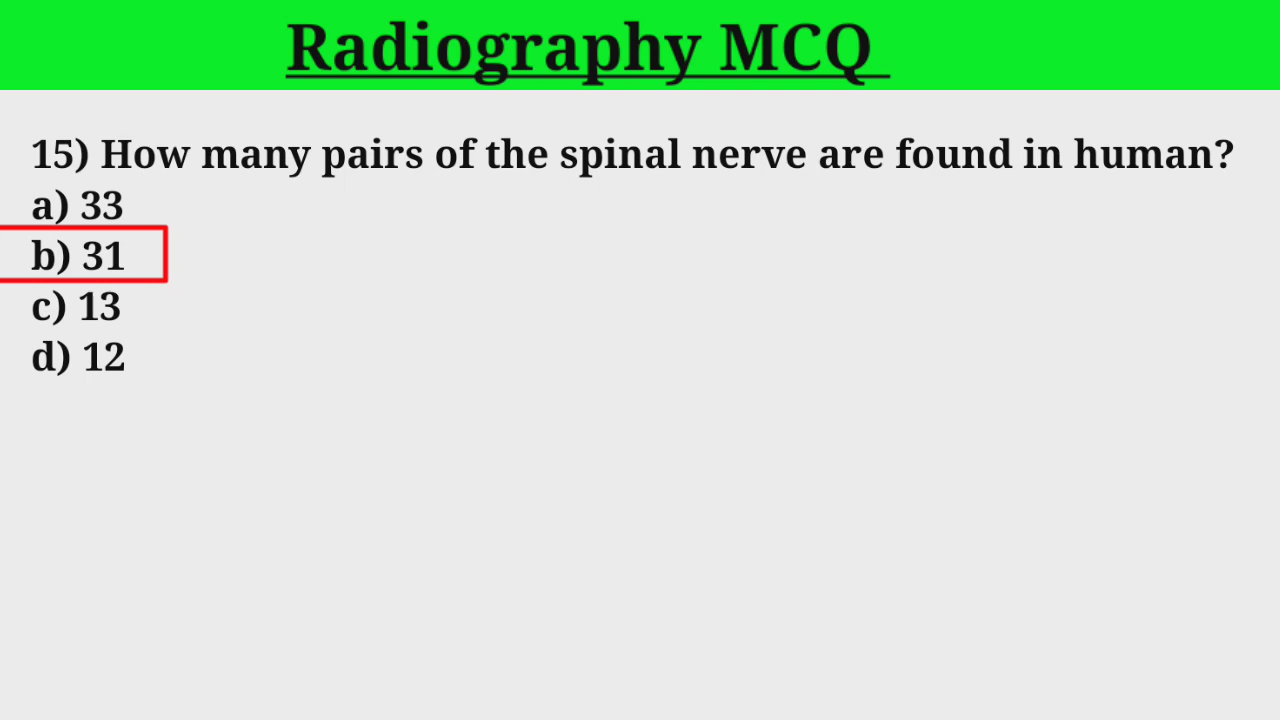 Radiography MCQ
15) How many pairs of the spinal nerve are found in human?
a) 33
b) 31
c) 13
d) 12